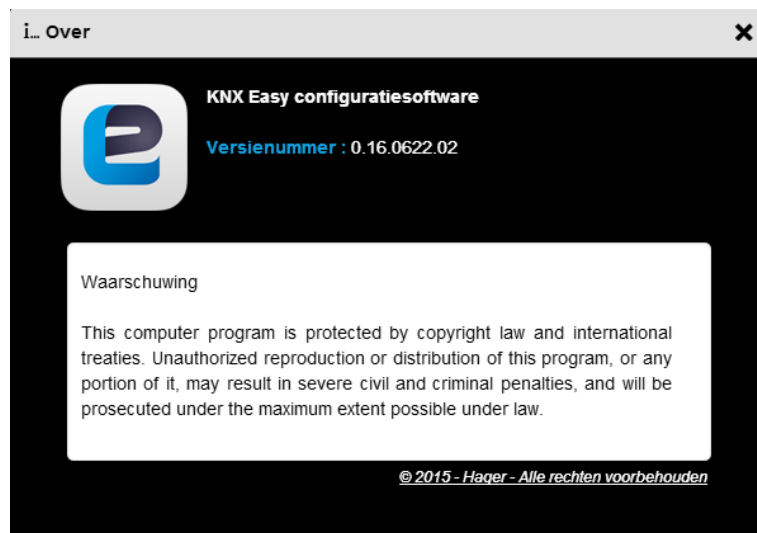 i... Over
KNX Easy configuratiesoftware
Versienummer : 0.16.0622.02
Waarschuwing
This computer program is protected by copyright law and international
treaties. Unauthorized reproduction or distribution of this program, or any
portion of it, may result in severe civil and criminal penalties, and will be
prosecuted under the maximum extent possible under law.
© 2015 - Hager - Alle rechten voorbehouden